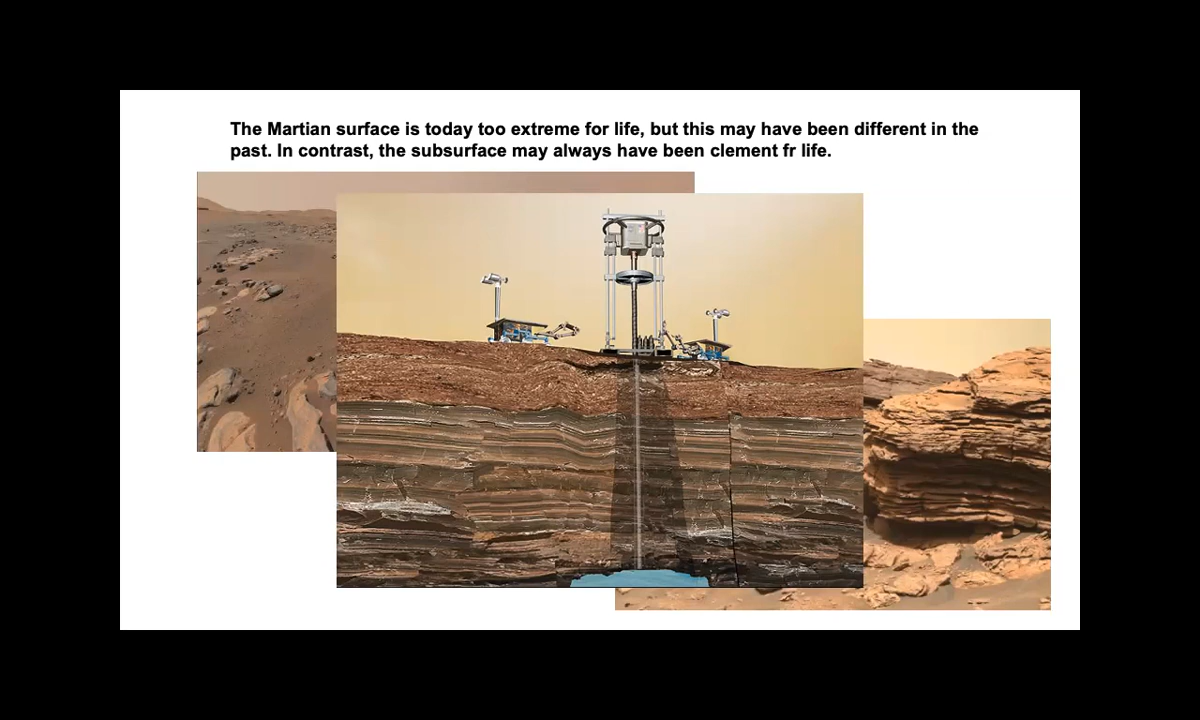 The Martian surface is today too extreme for life, but this may have been different in the
past. In contrast, the subsurface may always have been clement fr life.